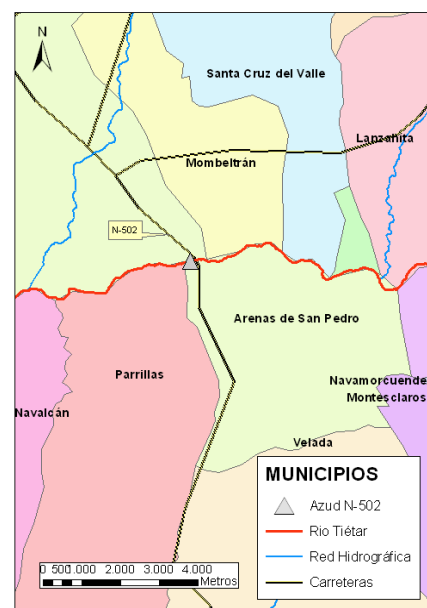 N
Santa Cruz del Valle
Lanzahita
Mombeltrán
N-502
Arenas de San Pedro
Parrillas
Navamorcuende
Montesclaros
Navalcán
Velada
MUNICIPIOS
Azud N-502
Rio Tiétar
Red Hidrográfica
Carreteras
0 500 1.000 2.000 3.000 4.000
Metros